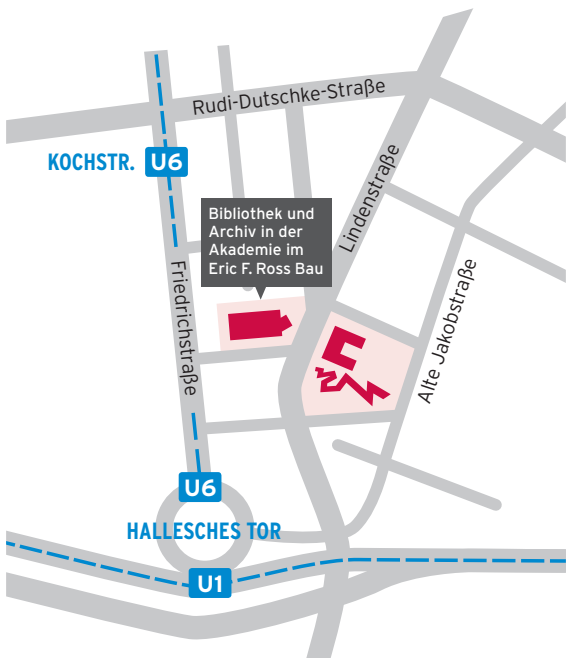 Rudi-Dutschke-Straße
KOCHSTR. U6
Lindenstraße
Bibliothek und
Archiv in der
Akademie im
Eric F. Ross Bau
Friedrichstraße
Alte Jakobstraße
U6
HALLESCHES TOR
U1